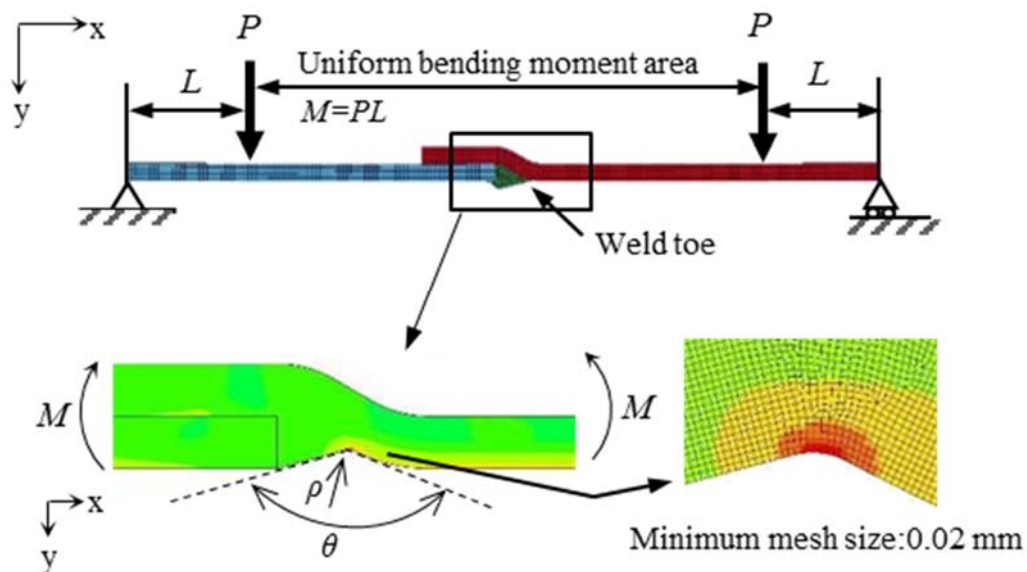 x
y
P
P
L
Uniform bending moment area
L
M=PL
Weld toe
M
M
ρ
θ
x
y
Minimum mesh size:0.02 mm